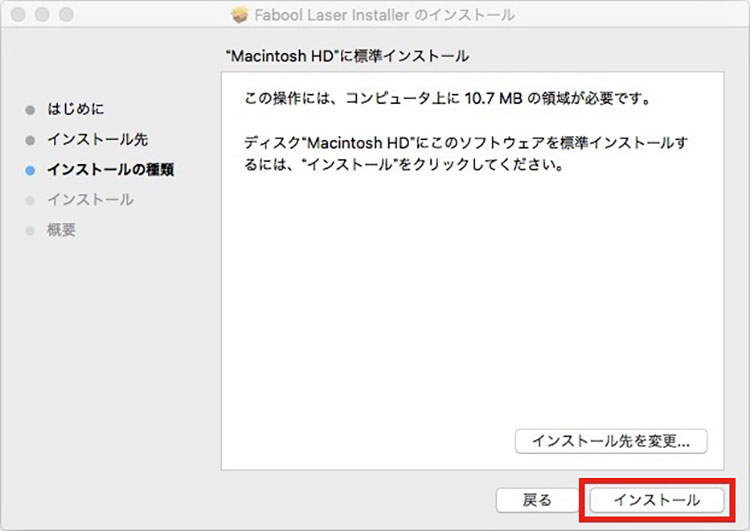 Fabool Laser Installer のインストール
“Macintosh HD”に標準インストール
はじめに
インストール先
インストールの種類
インストール
概要
この操作には、コンピュータ上に 10.7 MB の領域が必要です。
ディスク“Macintosh HD”にこのソフトウェアを標準インストールす
るには、“インストール”をクリックしてください。
インストール先を変更...
戻る
インストール